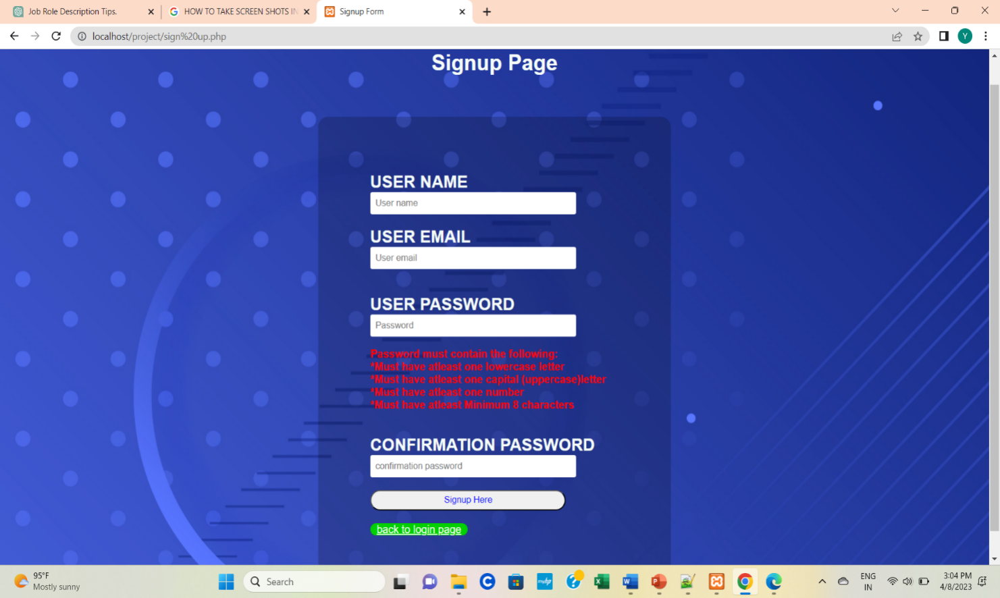 Job Role Description Tips.
HOW TO TAKE SCREEN SHOTS IN
Signup Form
localhost/project/sign%20up.php
Y
Signup Page
USER NAME
User name
USER EMAIL
User email
USER PASSWORD
Password
Password must contain the following:
*Must have atleast one lowercase letter
*Must have atleast one capital (uppercase)letter
*Must have atleast one number
*Must have atleast Minimum 8 characters
CONFIRMATION PASSWORD
confirmation password
Signup Here
back to login page
95°F
Mostly sunny
Search
ENG
IN
3:04 PM
4/8/2023